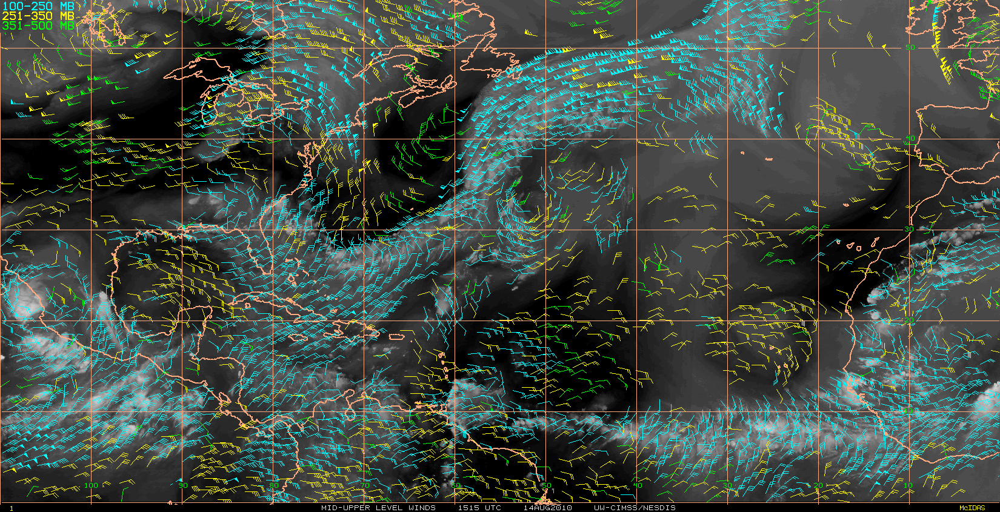 100-250 MB
251-350 MB
351-500 MB
50
40
30
20
10
100 90 80 70 60 50 40 30 20 10
1 MID-UPPER LEVEL WINDS 1515 UTC 14AUG2010 UW-CIMSS/NESDIS McIDAS